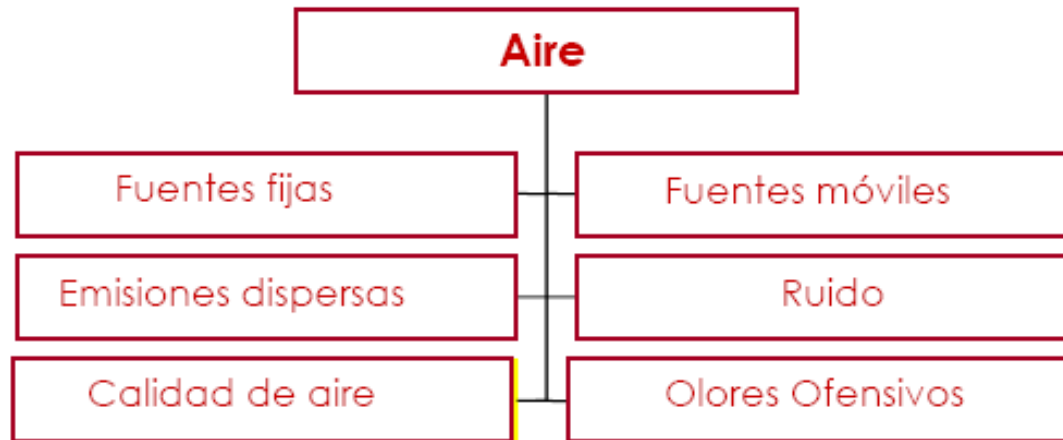 Aire
Fuentes fijas
Fuentes móviles
Emisiones dispersas
Ruido
Calidad de aire
Olores Ofensivos